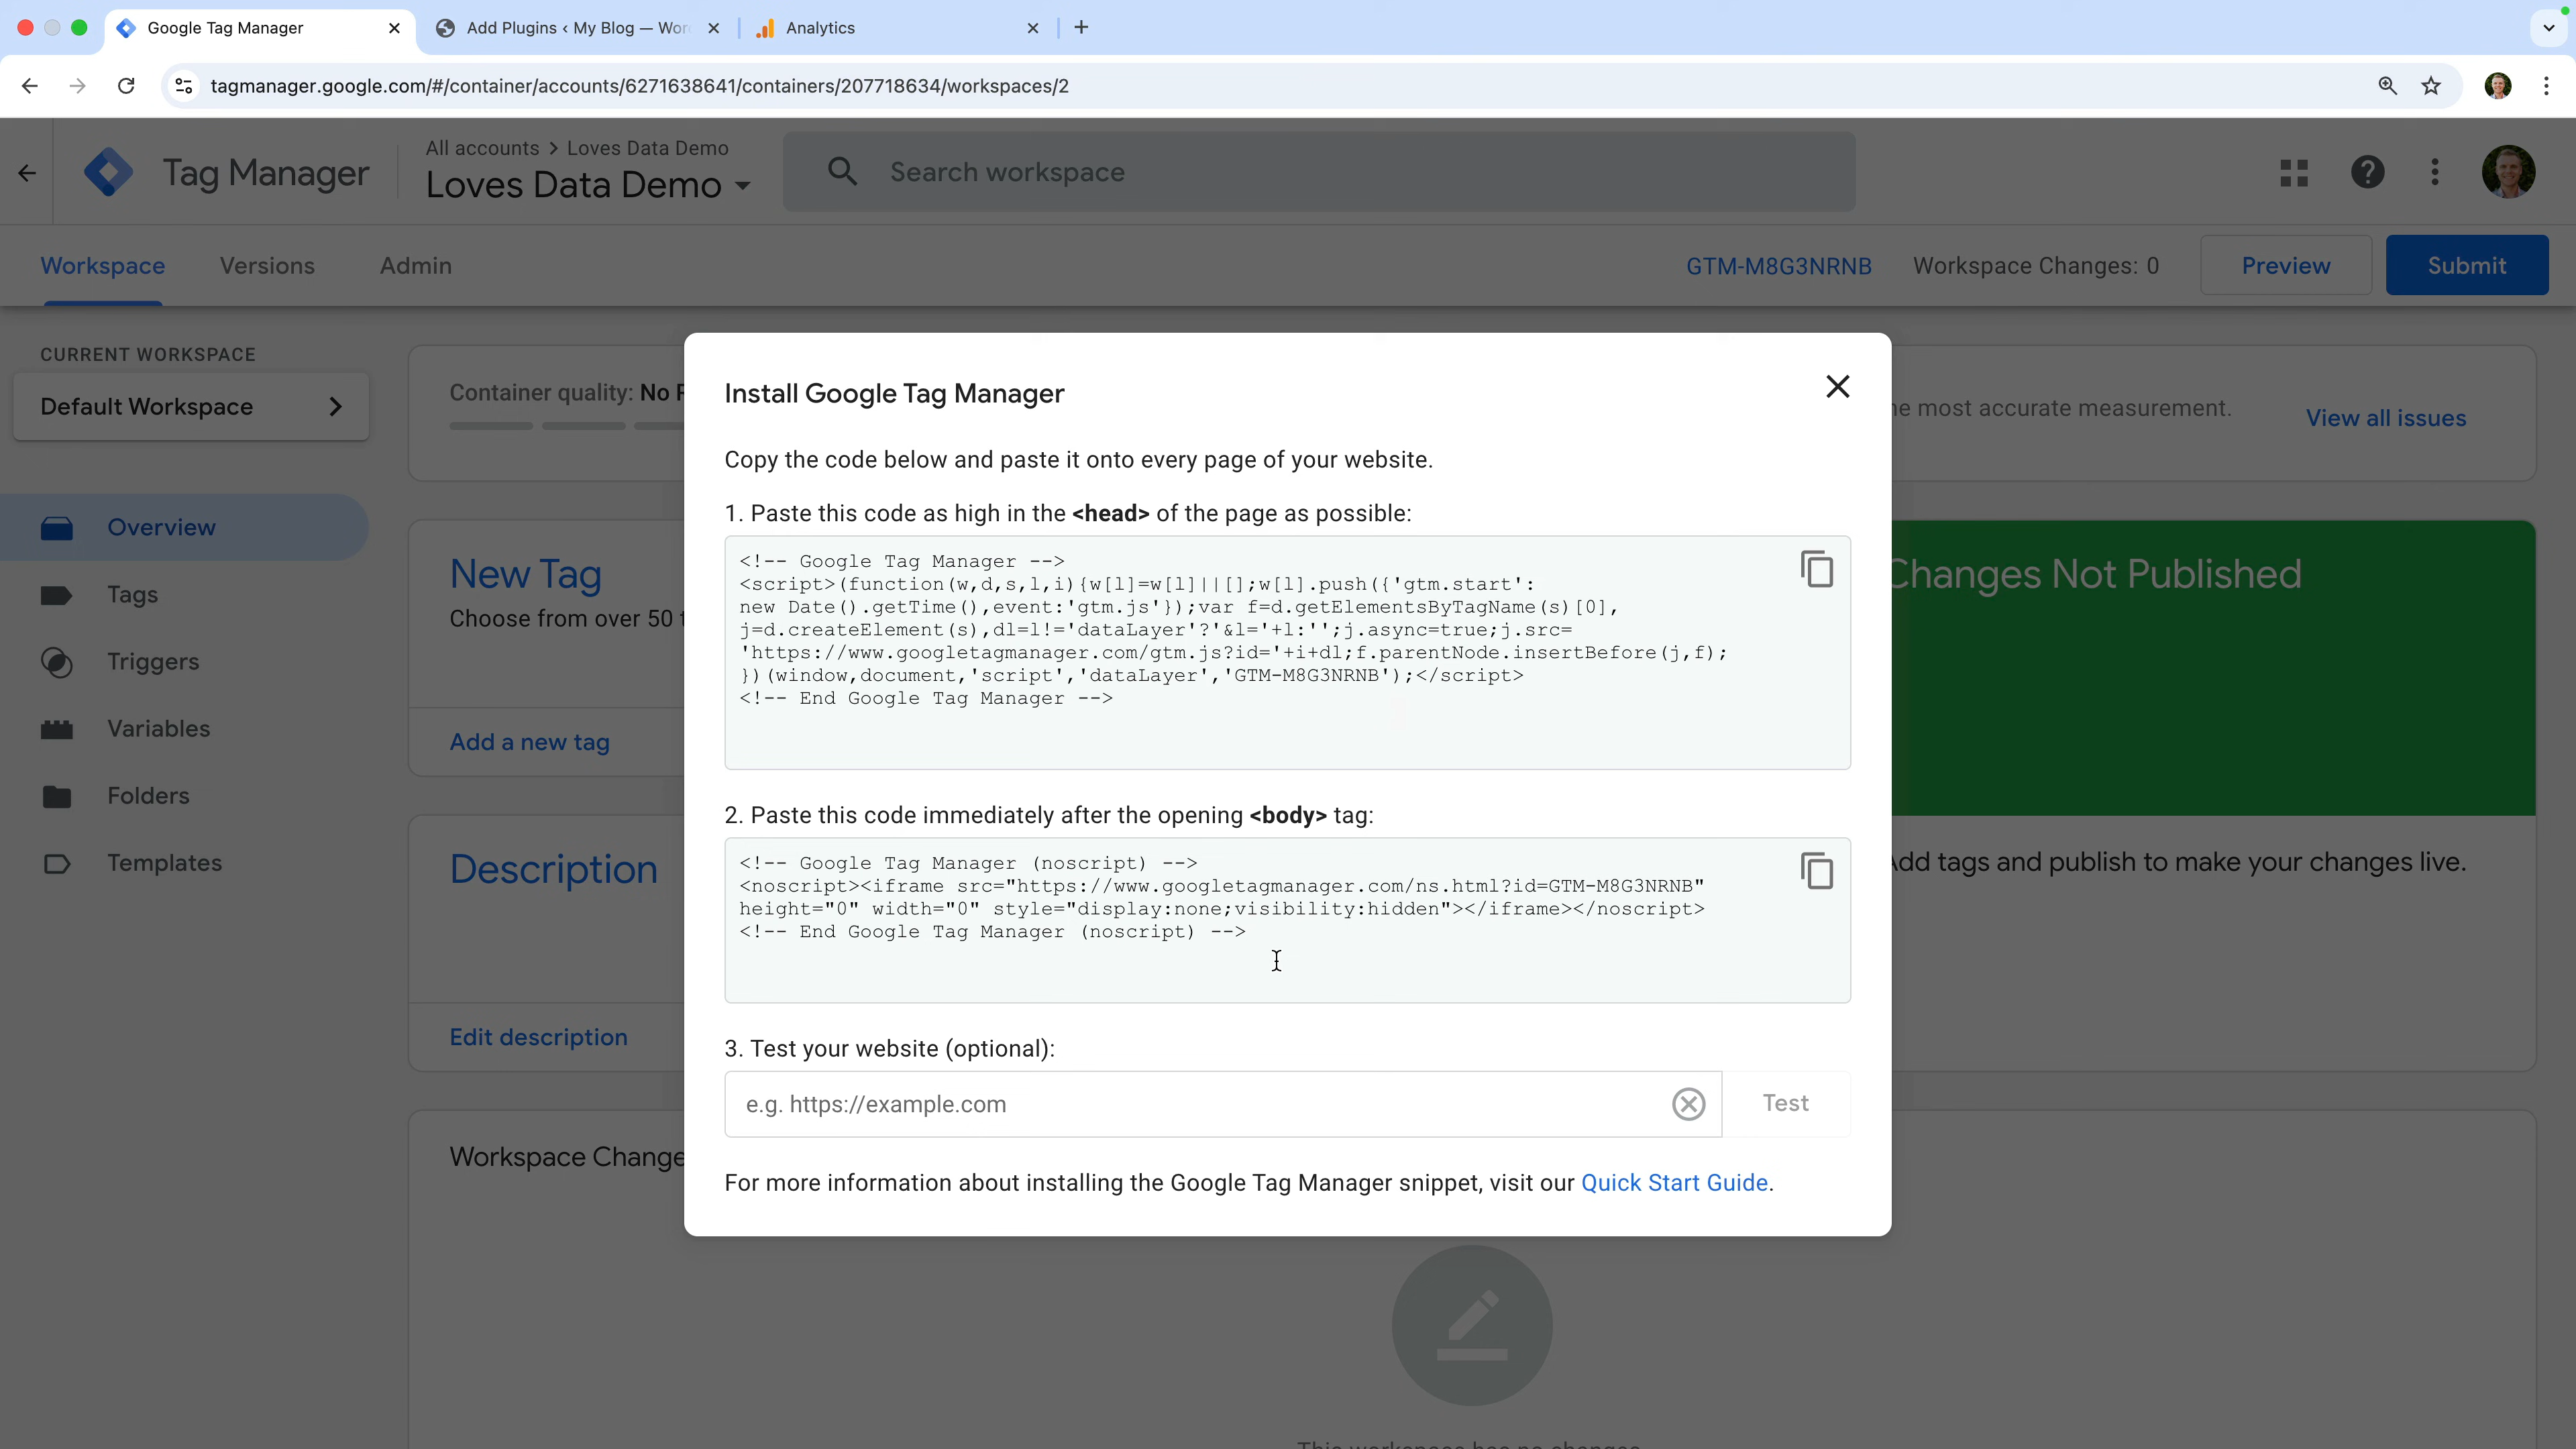 Google Tag Manager
Add Plugins ‹ My Blog — Wor
Analytics
tagmanager.google.com/#/container/accounts/6271638641/containers/207718634/workspaces/2
Tag Manager
All accounts > Loves Data Demo
Loves Data Demo
Search workspace
Workspace
Versions
Admin
GTM-M8G3NRNB
Workspace Changes: 0
Preview
Submit
CURRENT WORKSPACE
Default Workspace
Overview
Tags
Triggers
Variables
Folders
Templates
Container quality: No
most accurate measurement.
View all issues
New Tag
Choose from over 50
Add a new tag
Changes Not Published
Add tags and publish to make your changes live.
Description
Edit description
Workspace Change
Install Google Tag Manager
Copy the code below and paste it onto every page of your website.
1. Paste this code as high in the <head> of the page as possible:
<!-- Google Tag Manager -->
<script>(function(w,d,s,l,i){w[l]=w[l]||[];w[l].push({'gtm.start':
new Date().getTime(),event:'gtm.js'});var f=d.getElementsByTagName(s)[0],
j=d.createElement(s),dl=l!='dataLayer'?'&l='+l:'';j.async=true;j.src=
'https://www.googletagmanager.com/gtm.js?id='+i+dl;f.parentNode.insertBefore(j,f);
})(window,document,'script','dataLayer','GTM-M8G3NRNB');</script>
<!-- End Google Tag Manager -->
2. Paste this code immediately after the opening <body> tag:
<!-- Google Tag Manager (noscript) -->
<noscript><iframe src="https://www.googletagmanager.com/ns.html?id=GTM-M8G3NRNB"
height="0" width="0" style="display:none;visibility:hidden"></iframe></noscript>
<!-- End Google Tag Manager (noscript) -->
3. Test your website (optional):
e.g. https://example.com
Test
For more information about installing the Google Tag Manager snippet, visit our Quick Start Guide.
This workspace has no changes